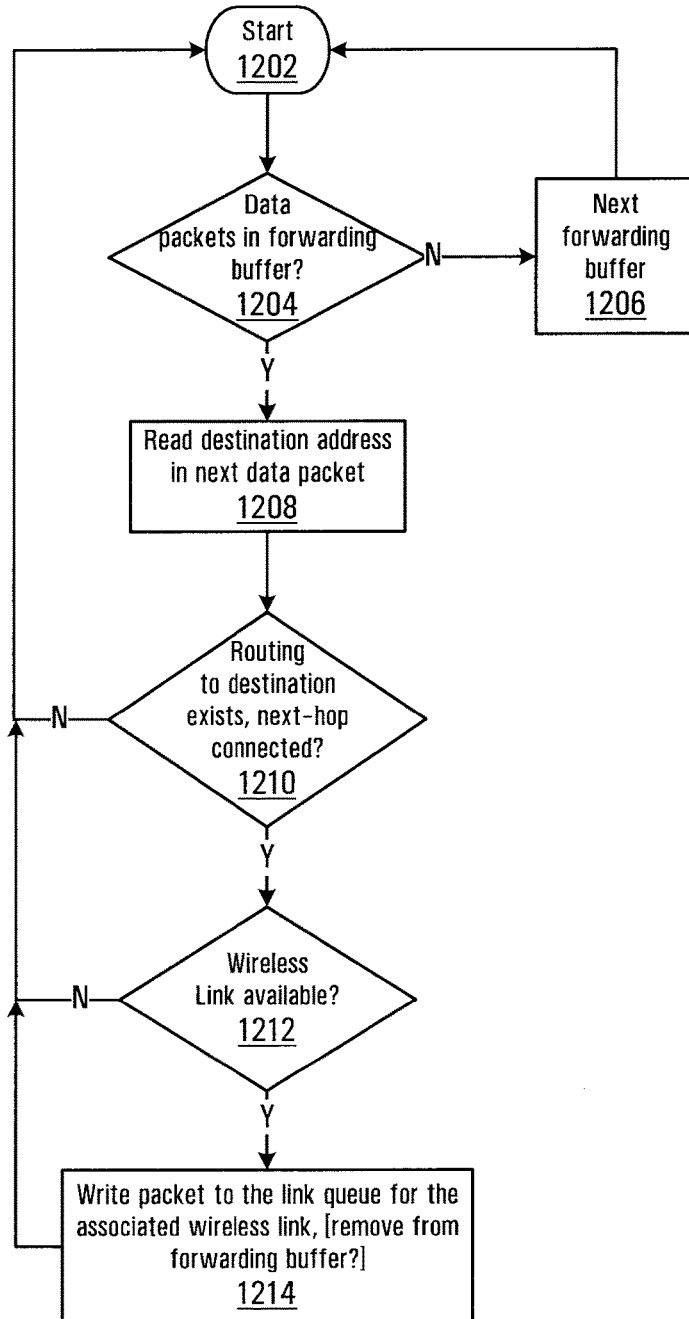 Start
1202
Data
packets in forwarding
buffer?
1204
N
Next
forwarding
buffer
1206
Y
Read destination address
in next data packet
1208
Routing
to destination
exists, next-hop
connected?
1210
N
Y
Wireless
Link available?
1212
N
Y
Write packet to the link queue for the
associated wireless link, [remove from
forwarding buffer?]
1214